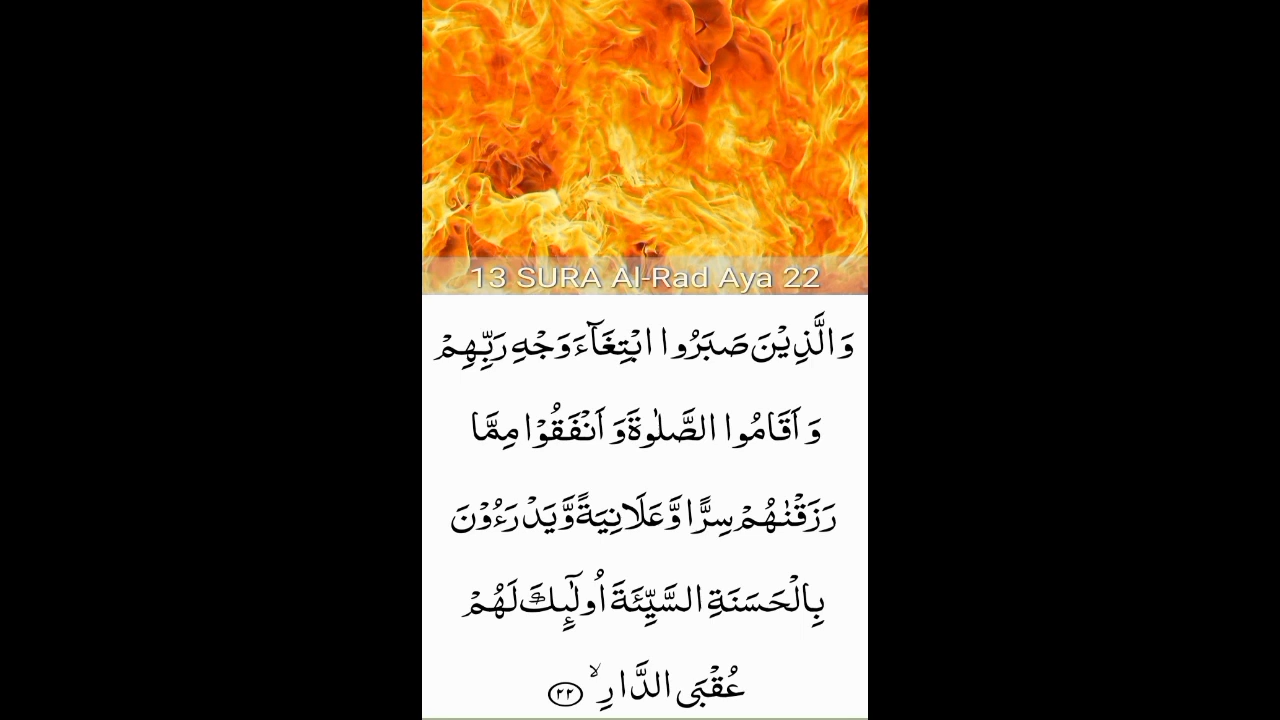 13 SURA Al-Rad Aya 22
وَالَّذِيْنَ صَبَرُوا ابْتِغَآءَ وَجْهِ رَبِّهِمْ
وَ اَقَامُوا الصَّلٰوةَ وَ اَنْفَقُوْا مِمَّا
رَزَقْنٰهُمْ سِرًّا وَّ عَلَانِيَةً وَّ يَدْرَءُوْنَ
بِالْحَسَنَةِ السَّيِّئَةَ اُولٰٓىِٕكَ لَهُمْ
عُقْبَى الدَّارِۙ ۝۲۲